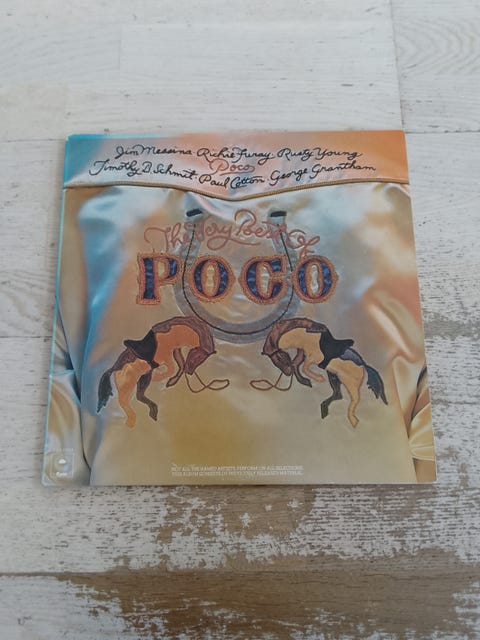 Jim Messina Richie Furay Rusty Young
Poco
Timothy B. Schmit Paul Cotton George Grantham
The Very Best Of
POCO
NOT ALL THE NAMED ARTISTS PERFORM ON ALL SELECTIONS.
THIS ALBUM CONSISTS OF PREVIOUSLY RELEASED MATERIAL.
Epic